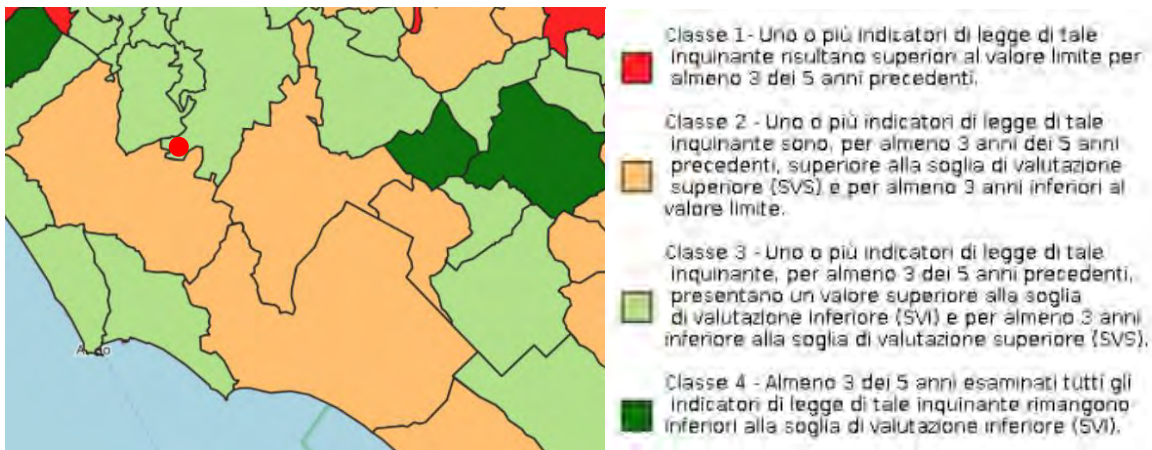 Classe 1 - Uno o più indicatori di legge di tale
inquinante risultano superiori al valore limite per
almeno 3 dei 5 anni precedenti.
Classe 2 - Uno o più indicatori di legge di tale
inquinante sono, per almeno 3 anni dei 5 anni
precedenti, superiore alla soglia di valutazione
superiore (SVS) e per almeno 3 anni inferiori al
valore limite.
Classe 3 - Uno o più indicatori di legge di tale
inquinante, per almeno 3 dei 5 anni precedenti,
presentano un valore superiore alla soglia
di valutazione inferiore (SVI) e per almeno 3 anni
inferiore alla soglia di valutazione superiore (SVS).
Classe 4 - Almeno 3 dei 5 anni esaminati tutti gli
indicatori di legge di tale inquinante rimangono
inferiori alla soglia di valutazione inferiore (SVI).